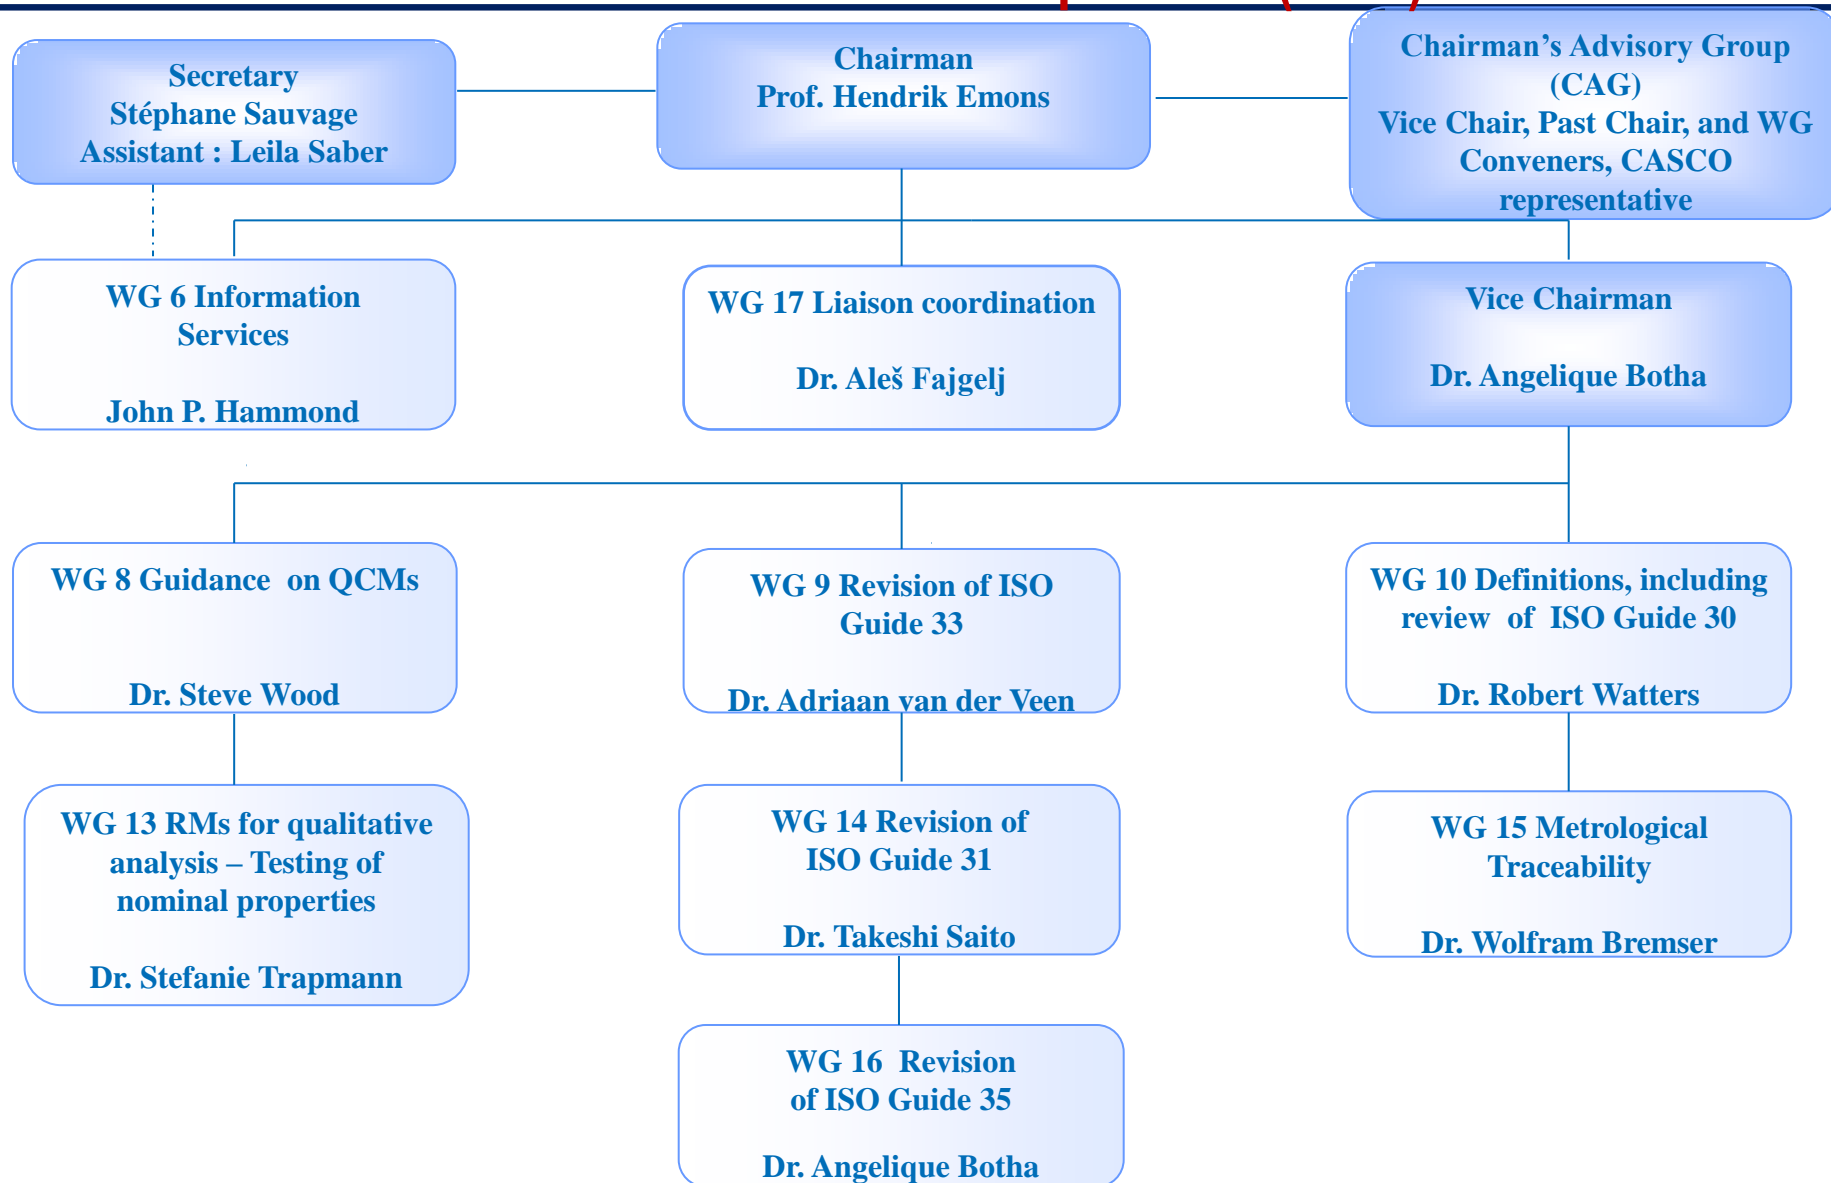 Secretary
Stéphane Sauvage
Assistant : Leila Saber
Chairman
Prof. Hendrik Emons
Chairman's Advisory Group
(CAG)
Vice Chair, Past Chair, and WG
Conveners, CASCO
representative
WG 6 Information
Services
John P. Hammond
WG 17 Liaison coordination
Dr. Aleš Fajgelj
Vice Chairman
Dr. Angelique Botha
WG 8 Guidance on QCMs
Dr. Steve Wood
WG 9 Revision of ISO
Guide 33
Dr. Adriaan van der Veen
WG 10 Definitions, including
review of ISO Guide 30
Dr. Robert Watters
WG 13 RMs for qualitative
analysis – Testing of
nominal properties
Dr. Stefanie Trapmann
WG 14 Revision of
ISO Guide 31
Dr. Takeshi Saito
WG 15 Metrological
Traceability
Dr. Wolfram Bremser
WG 16 Revision
of ISO Guide 35
Dr. Angelique Botha